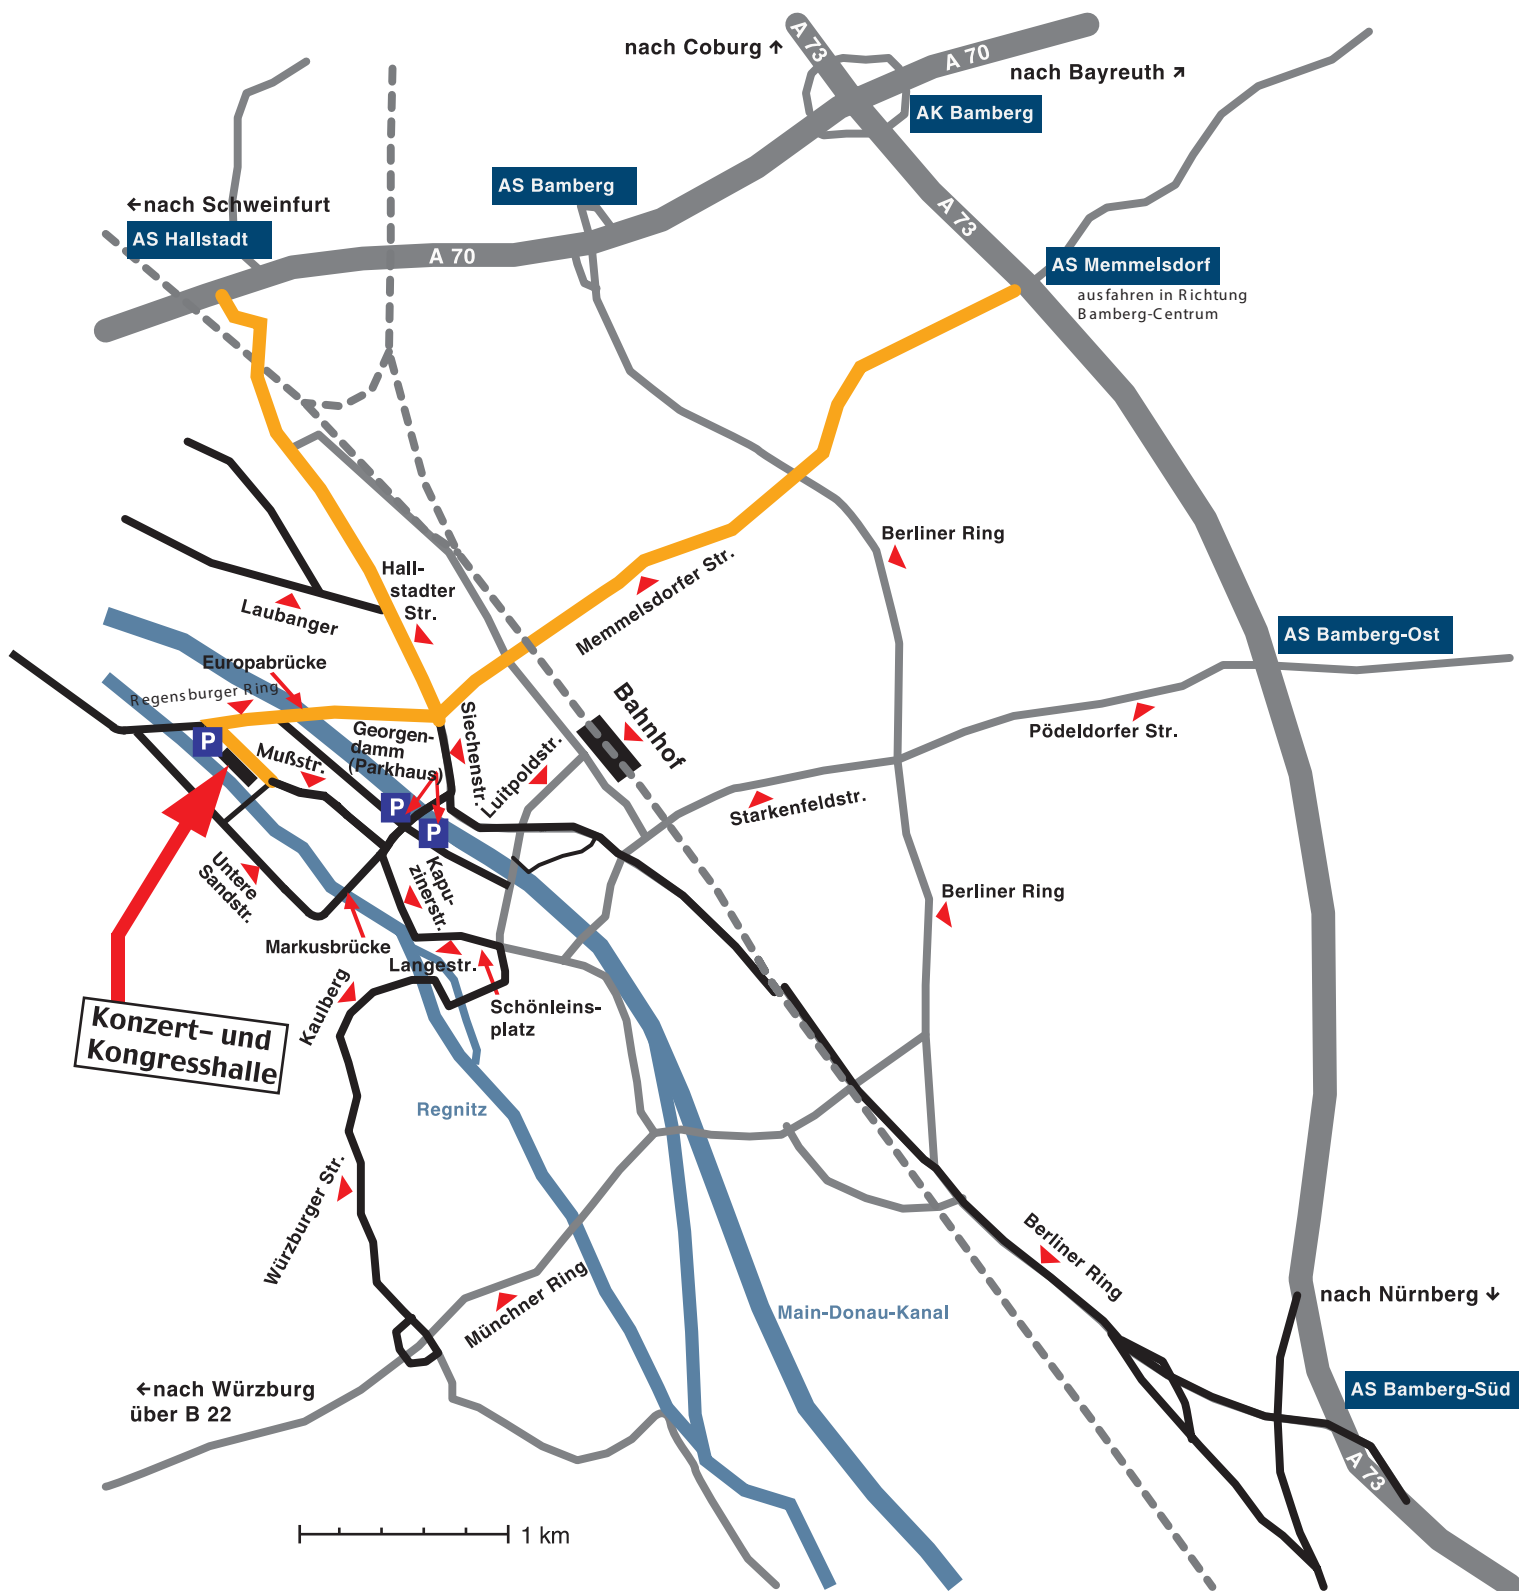 nach Coburg ↑
A 73
A 70
nach Bayreuth ↗
AK Bamberg
AS Bamberg
←nach Schweinfurt
AS Hallstadt
A 70
A 73
AS Memmelsdorf
ausfahren in Richtung
Bamberg-Centrum
Berliner Ring
Hall-
stadter
Str.
Memmelsdorfer Str.
Laubanger
AS Bamberg-Ost
Europabrücke
Regensburger Ring
Siechenstr.
Bahnhof
Georgen-
damm
(Parkhaus)
Pödeldorfer Str.
P
Mußstr.
Luitpoldstr.
Starkenfeldstr.
P
P
Untere
Sandstr.
Kapu-
zinerstr.
Berliner Ring
Markusbrücke
Langestr.
Kaulberg
Schönleins-
platz
Konzert- und
Kongresshalle
Regnitz
Würzburger Str.
Berliner Ring
Münchner Ring
Main-Donau-Kanal
nach Nürnberg ↓
←nach Würzburg
über B 22
AS Bamberg-Süd
A 73
1 km